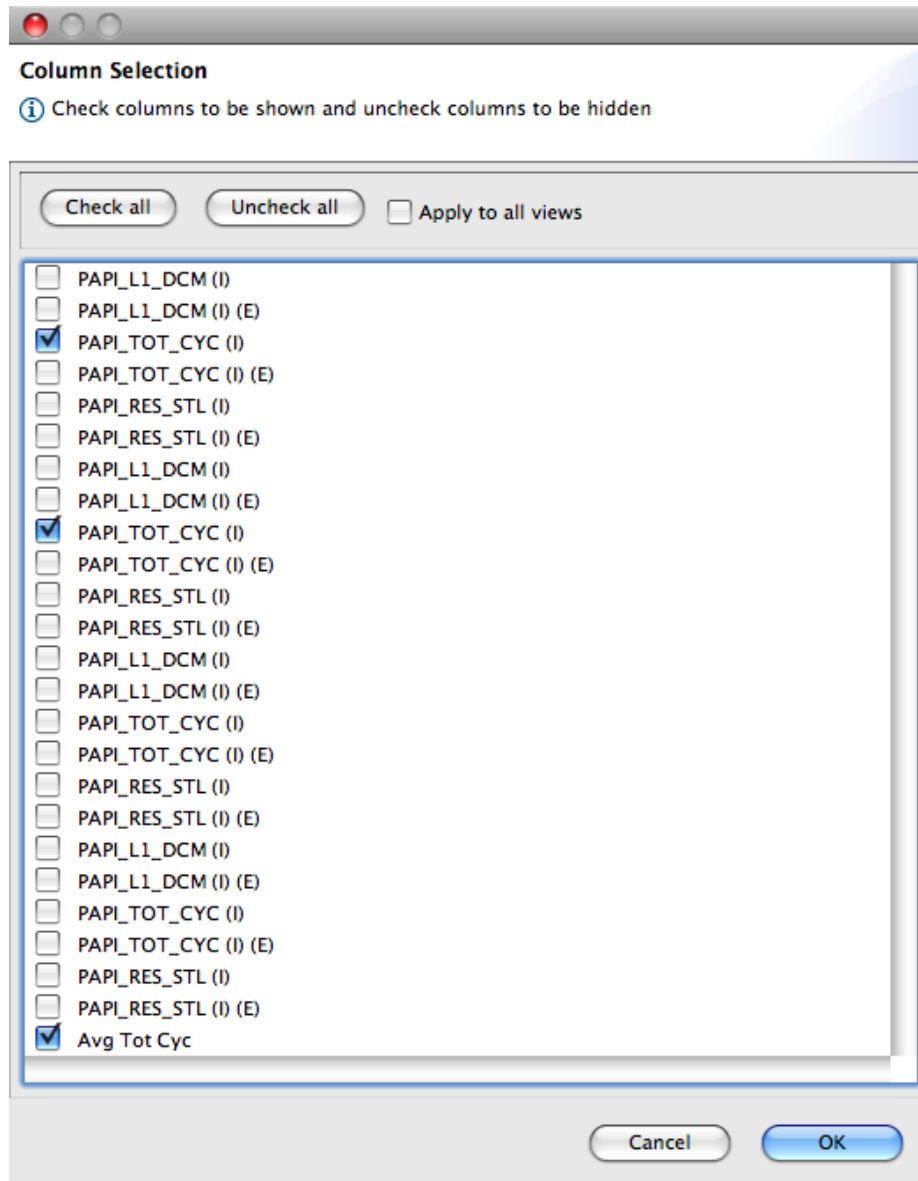 Column Selection
Check columns to be shown and uncheck columns to be hidden
Check all Uncheck all Apply to all views
PAPI_L1_DCM (I)
PAPI_L1_DCM (I) (E)
PAPI_TOT_CYC (I)
PAPI_TOT_CYC (I) (E)
PAPI_RES_STL (I)
PAPI_RES_STL (I) (E)
PAPI_L1_DCM (I)
PAPI_L1_DCM (I) (E)
PAPI_TOT_CYC (I)
PAPI_TOT_CYC (I) (E)
PAPI_RES_STL (I)
PAPI_RES_STL (I) (E)
PAPI_L1_DCM (I)
PAPI_L1_DCM (I) (E)
PAPI_TOT_CYC (I)
PAPI_TOT_CYC (I) (E)
PAPI_RES_STL (I)
PAPI_RES_STL (I) (E)
PAPI_L1_DCM (I)
PAPI_L1_DCM (I) (E)
PAPI_TOT_CYC (I)
PAPI_TOT_CYC (I) (E)
PAPI_RES_STL (I)
PAPI_RES_STL (I) (E)
Avg Tot Cyc
Cancel OK